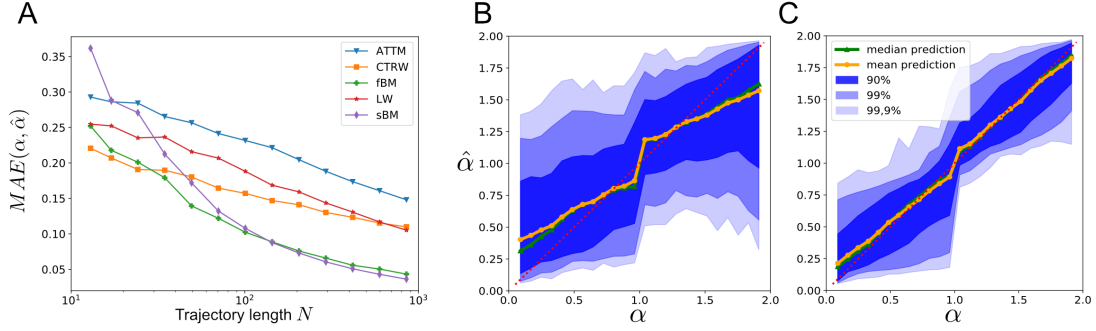 A
MAE(α, α̂)
0.35
0.30
0.25
0.20
0.15
0.10
0.05
10¹
10²
10³
Trajectory length N
ATTM
CTRW
fBM
LW
sBM
B
α̂
2.00
1.75
1.50
1.25
1.00
0.75
0.50
0.25
0.00
0.0
0.5
1.0
1.5
2.0
α
C
2.00
1.75
1.50
1.25
1.00
0.75
0.50
0.25
0.00
0.0
0.5
1.0
1.5
2.0
α
median prediction
mean prediction
90%
99%
99,9%